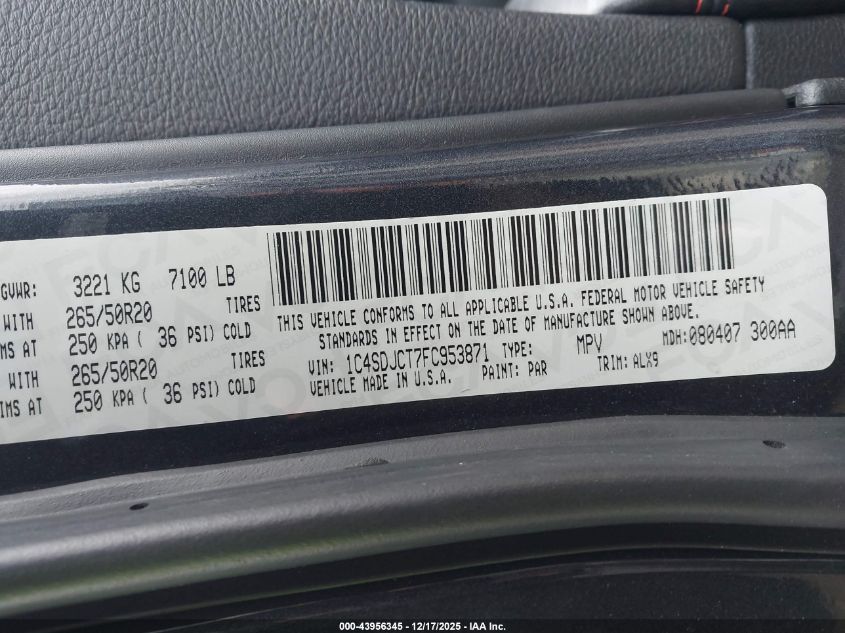 GVWR: 3221 KG 7100 LB
WITH 265/50R20 TIRES
IMS AT 250 KPA ( 36 PSI) COLD
WITH 265/50R20 TIRES
IMS AT 250 KPA ( 36 PSI) COLD
THIS VEHICLE CONFORMS TO ALL APPLICABLE U.S.A. FEDERAL MOTOR VEHICLE SAFETY
STANDARDS IN EFFECT ON THE DATE OF MANUFACTURE SHOWN ABOVE.
VIN: 1C4SDJCT7FC953871 TYPE: MPV MDH:080407 300AA
VEHICLE MADE IN U.S.A. PAINT: PAR TRIM: ALX9
000-43956345 - 12/17/2025 - IAA Inc.